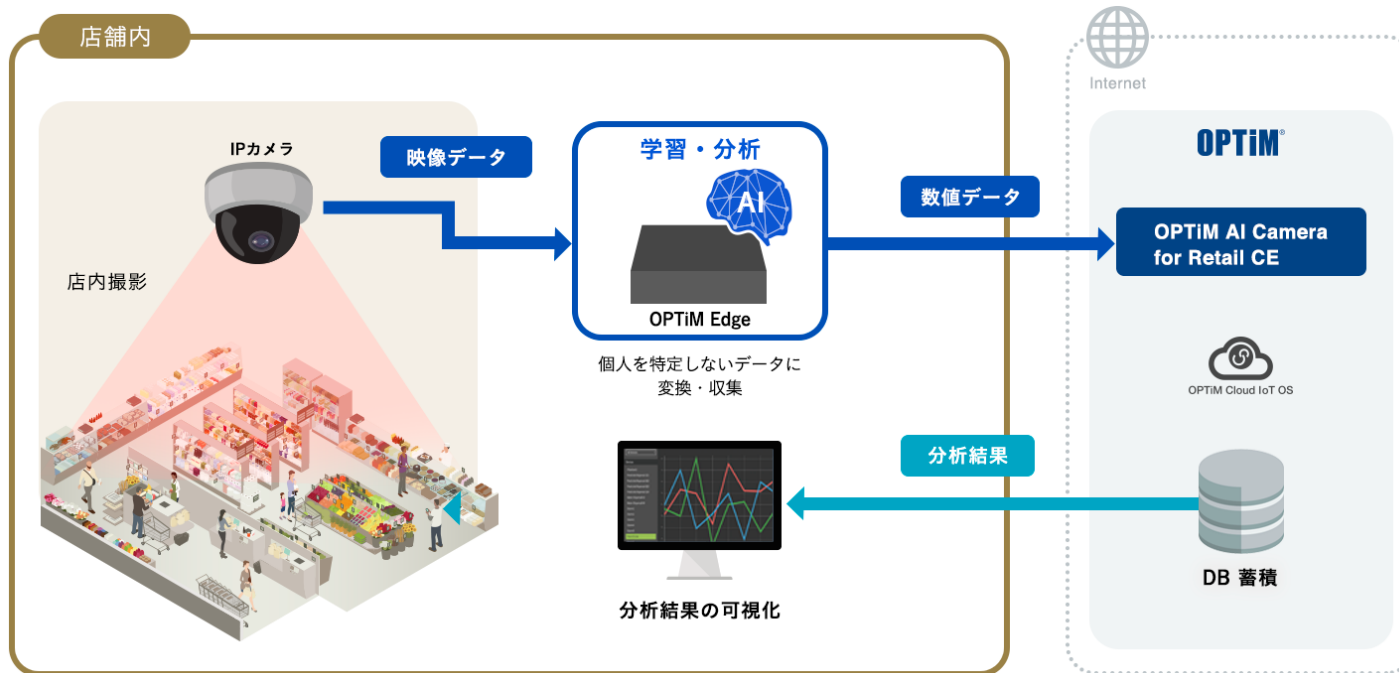 店舗内
Internet
IPカメラ
映像データ
学習・分析
AI
OPTiM Edge
個人を特定しないデータに
変換・収集
数値データ
OPTiM®
OPTiM AI Camera
for Retail CE
店内撮影
OPTiM Cloud IoT OS
分析結果
分析結果の可視化
DB 蓄積